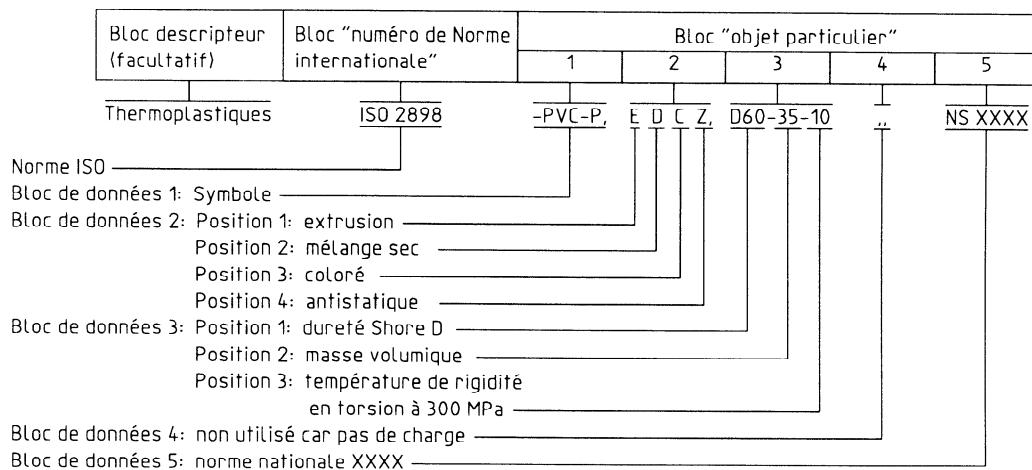 Bloc descripteur (facultatif)
Bloc "numéro de Norme internationale"
Bloc "objet particulier"
1 2 3 4 5
Thermoplastiques ISO 2898 -PVC-P, E D C Z, D60-35-10 ,, NS XXXX
Norme ISO
Bloc de données 1: Symbole
Bloc de données 2: Position 1: extrusion
Position 2: mélange sec
Position 3: coloré
Position 4: antistatique
Bloc de données 3: Position 1: dureté Shore D
Position 2: masse volumique
Position 3: température de rigidité
en torsion à 300 MPa
Bloc de données 4: non utilisé car pas de charge
Bloc de données 5: norme nationale XXXX